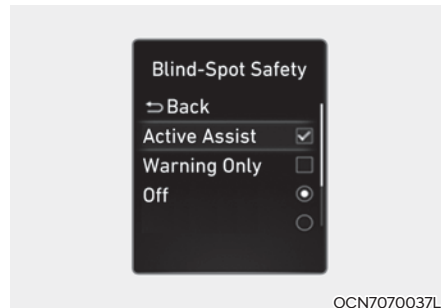 Blind-Spot Safety
Back
Active Assist
Warning Only
Off
OCN7070037L